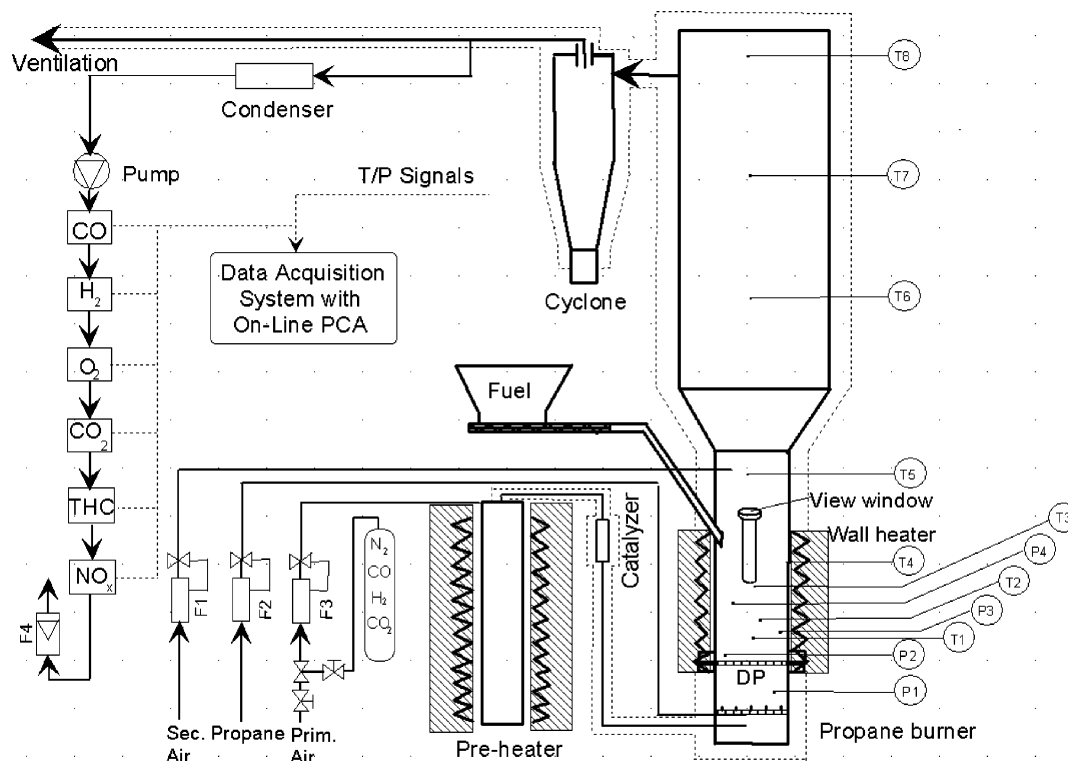 Ventilation
Condenser
Pump
T/P Signals
CO
H2
O2
CO2
THC
NOx
F4
Data Acquisition
System with
On-Line PCA
Cyclone
Fuel
T8
T7
T6
T5
View window
Wall heater
T3
T4
P4
T2
P3
T1
P2
DP
P1
Propane burner
Catalyzer
N2
CO
H2
CO2
F1
F2
F3
Sec.
Air
Propane
Prim.
Air
Pre-heater